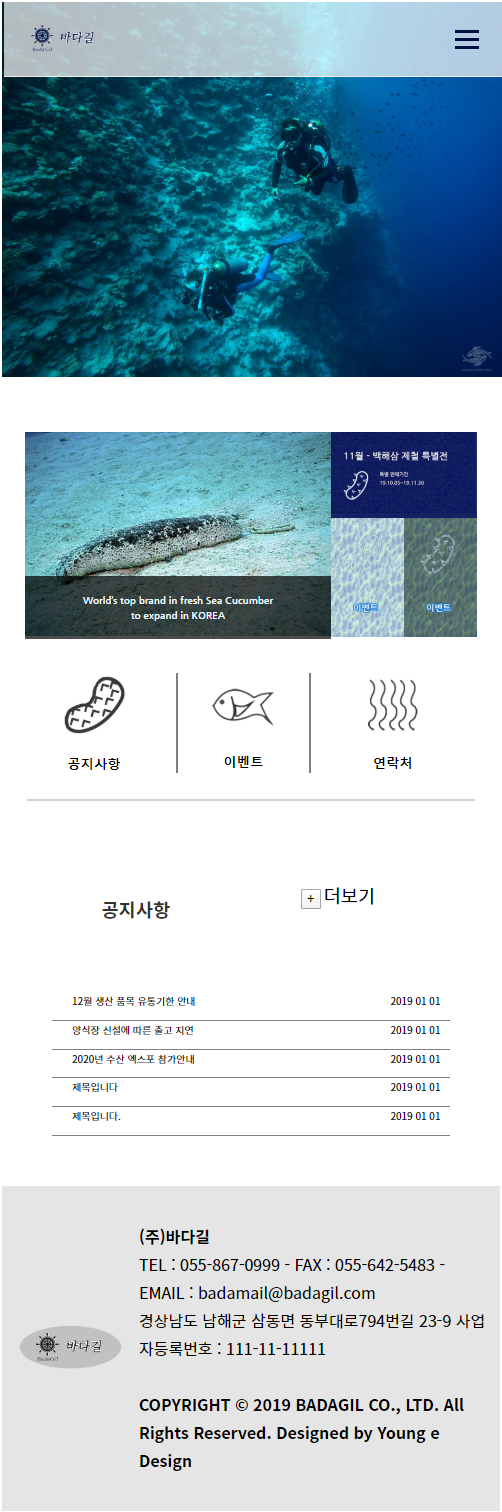 바다길
BadaGil
11월 - 백해삼 제철 특별전
특별 판매기간
19.10.05~19.11.30
World's top brand in fresh Sea Cucumber
to expand in KOREA
이벤트
이벤트
공지사항
이벤트
연락처
공지사항
+ 더보기
12월 생산 품목 유통기한 안내 2019 01 01
양식장 신설에 따른 출고 지연 2019 01 01
2020년 수산 엑스포 참가안내 2019 01 01
제목입니다 2019 01 01
제목입니다. 2019 01 01
(주)바다길
TEL : 055-867-0999 - FAX : 055-642-5483 -
EMAIL : badamail@badagil.com
경상남도 남해군 삼동면 동부대로794번길 23-9 사업
자등록번호 : 111-11-11111
바다길
BadaGil
COPYRIGHT © 2019 BADAGIL CO., LTD. All
Rights Reserved. Designed by Young e
Design